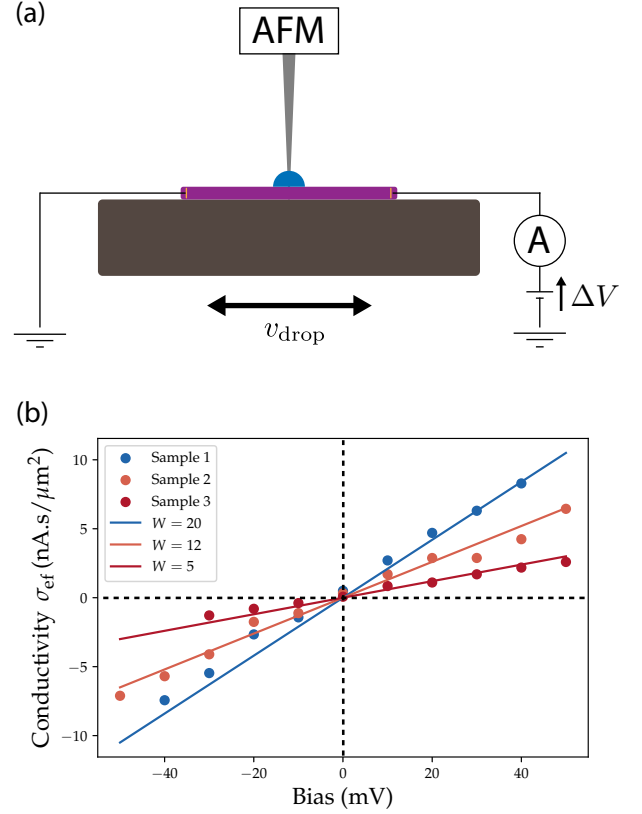 (a)
AFM
A
ΔV
v_drop
(b)
Conductivity σ_ef (nA.s/μm²)
10
5
0
−5
−10
Sample 1
Sample 2
Sample 3
W = 20
W = 12
W = 5
−40
−20
0
20
40
Bias (mV)